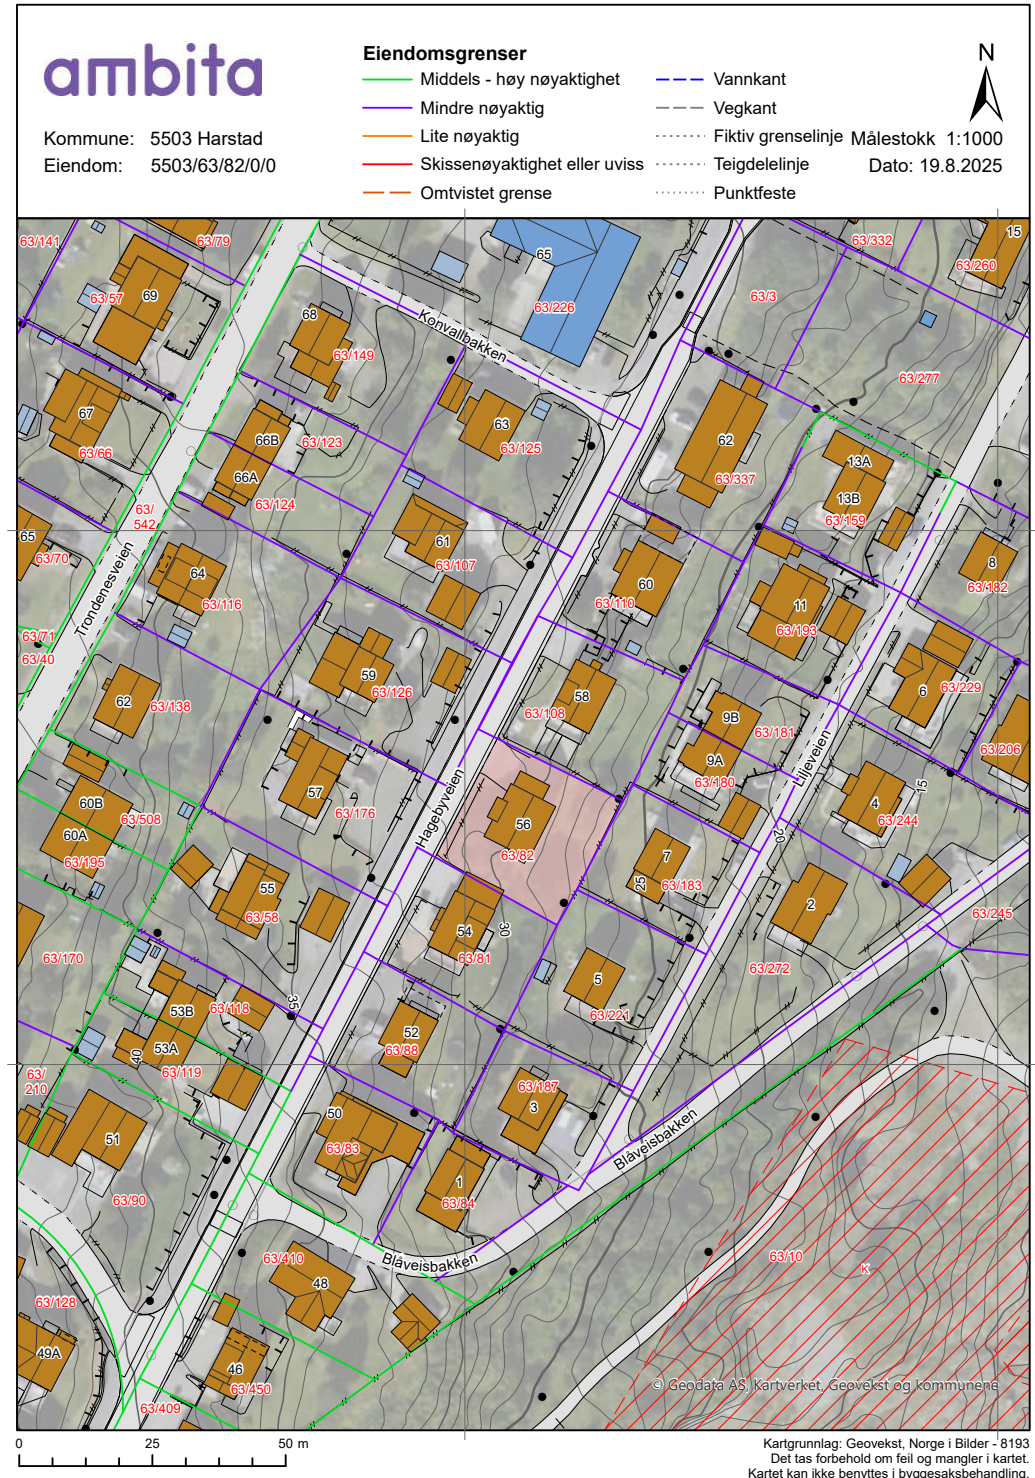 ambita
Kommune: 5503 Harstad
Eiendom: 5503/63/82/0/0
Eiendomsgrenser
Middels - høy nøyaktighet
Mindre nøyaktig
Lite nøyaktig
Skissenøyaktighet eller uviss
Omtvistet grense
Vannkant
Vegkant
Fiktiv grenselinje
Teigdelelinje
Punktfeste
N
Målestokk 1:1000
Dato: 19.8.2025
63/141
63/79
63/332
15
63/260
65
63/57
69
63/3
63/226
68
Konvallbakken
63/149
63/277
67
63/66
66B
63/123
63
63/125
62
63/337
13A
66A
63/124
13B
63/159
63/
542
65
63/70
61
63/107
8
63/182
64
63/116
60
63/110
11
63/193
Trondenesveien
63/71
63/40
59
63/126
62
63/138
58
63/108
9B
63/181
6
63/229
9A
63/180
63/206
Liljeveien
57
63/176
15
60B
63/508
60A
63/195
Hagebyveien
56
63/82
4
63/244
20
7
63/183
25
55
63/58
2
63/245
54
63/81
30
63/170
63/272
5
63/221
35
53B
63/118
53A
63/119
40
52
63/88
63/
210
63/187
3
50
63/83
51
Blåveisbakken
1
63/84
63/90
63/410
Blåveisbakken
63/10
K
48
63/128
49A
46
63/450
63/409
© Geodata AS, Kartverket, Geovekst og kommunene
0 25 50 m
Kartgrunnlag: Geovekst, Norge i Bilder - 8193
Det tas forbehold om feil og mangler i kartet.
Kartet kan ikke benyttes i byggesaksbehandling.